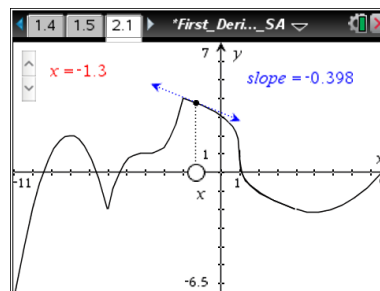 1.4 1.5 2.1 *First_Deri..._SA
7 y
x = -1.3
slope = -0.398
1
x
-11 x 1
-6.5